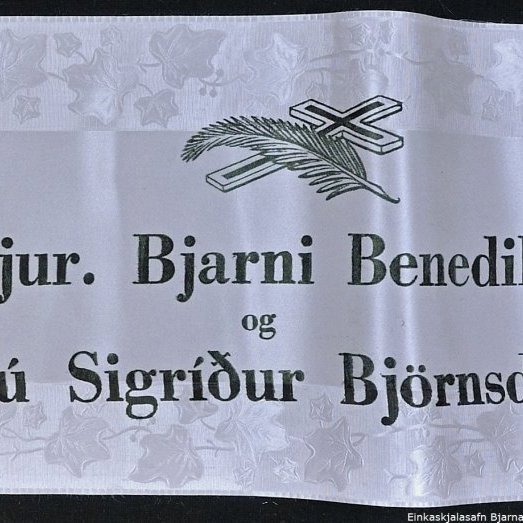 jur. Bjarni Benedik
og
ú Sigríður Björnsd
Einkaskjalasafn Bjarna